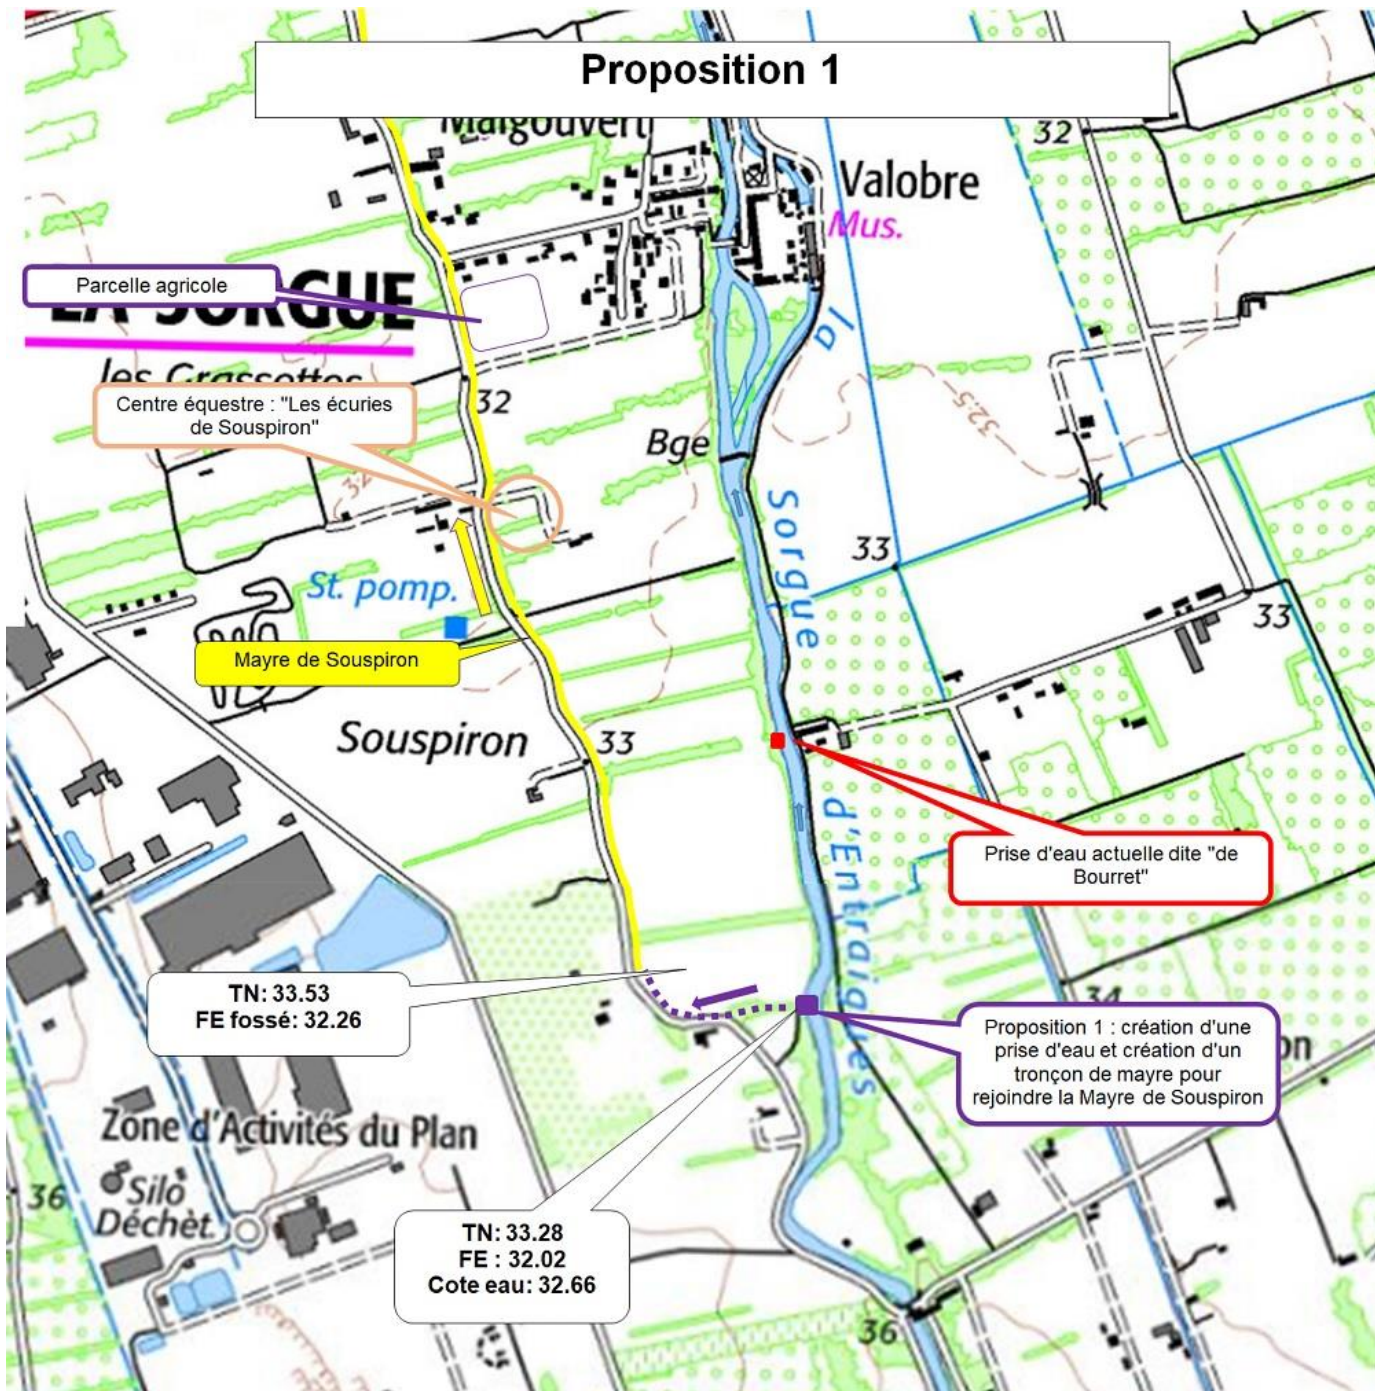 Proposition 1
Malgouvert
32
Valobre
Mus.
Parcelle agricole
LA SORGUE
la
les Grassettes
Centre équestre : "Les écuries
de Souspiron"
32
32.5
Bge
Sorgue
33
St. pomp.
33
Mayre de Souspiron
Souspiron
33
d'Entraigues
Prise d'eau actuelle dite "de
Bourret"
TN: 33.53
FE fossé: 32.26
34
Proposition 1 : création d'une
prise d'eau et création d'un
tronçon de mayre pour
rejoindre la Mayre de Souspiron
on
Zone d'Activités du Plan
36
Silo
Déchèt.
TN: 33.28
FE : 32.02
Cote eau: 32.66
36